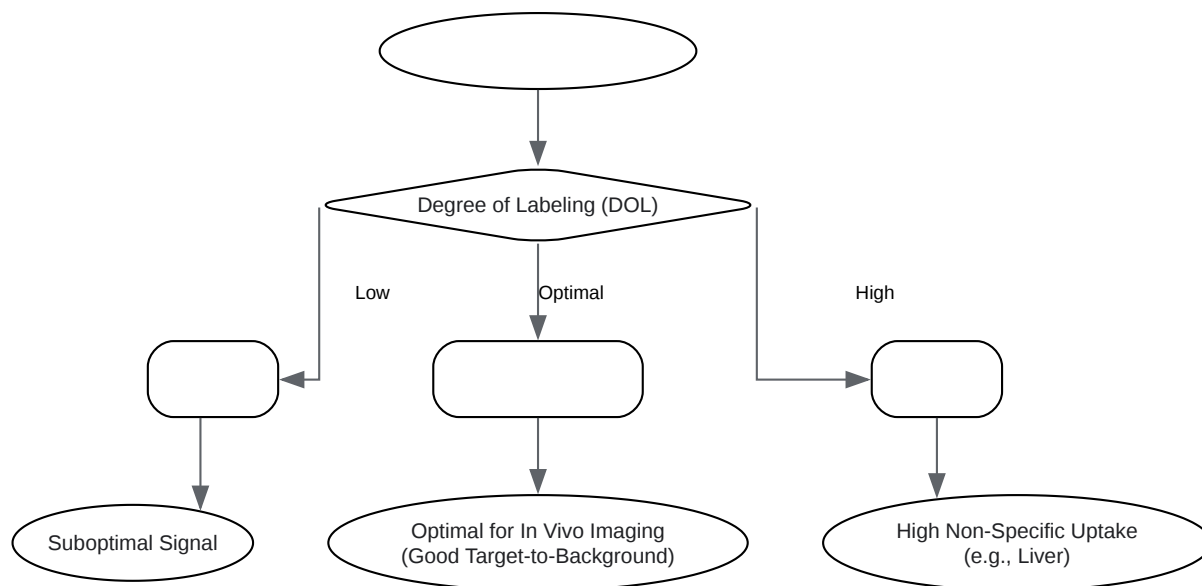 Degree of Labeling (DOL)
Low
Optimal
High
Suboptimal Signal
Optimal for In Vivo Imaging
(Good Target-to-Background)
High Non-Specific Uptake
(e.g., Liver)